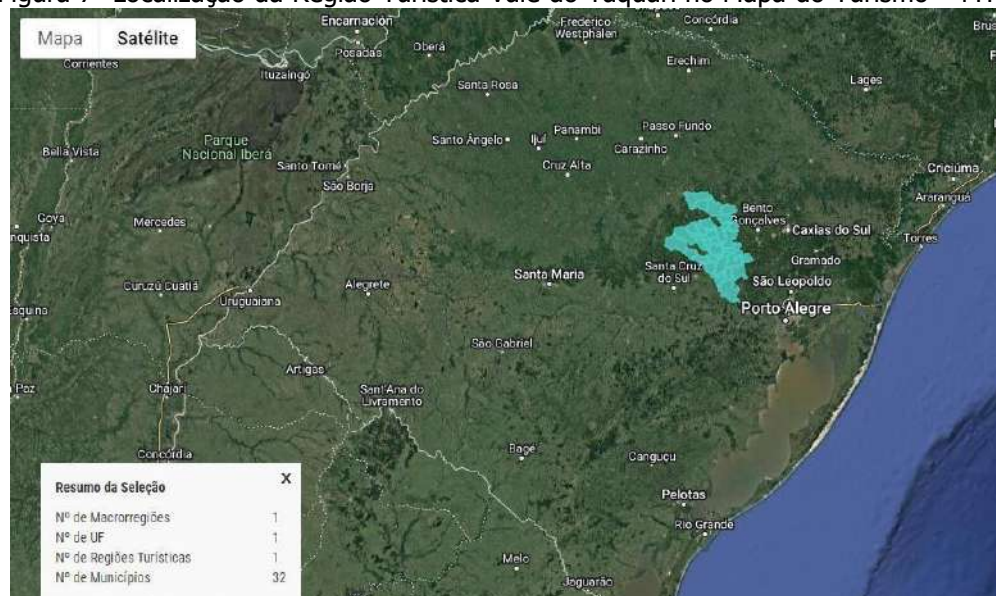 Mapa
Satélite
Encarnación
Frederico
Westphalen
Concórdia
Posadas
Oberá
Corrientes
Ituzaingó
Erechim
Santa Rosa
Lages
Parque
Nacional Iberá
Bella Vista
Santo Tomé
Santo Ângelo
Ijuí
Panambi
Passo Fundo
Carazinho
Cruz Alta
São Borja
Criciúma
Araranguá
Goya
Mercedes
Bento
Gonçalves
Caxias do Sul
Torres
Curuzú Cuatiá
Uruguaiana
Alegrete
Santa Maria
Santa Cruz
do Sul
Gramado
São Leopoldo
Porto Alegre
São Gabriel
Artigas
Chajarí
Sant'Ana do
Livramento
Concordia
Bagé
Canguçu
Pelotas
Rio Grande
Melo
Jaguarão
Resumo da Seleção X
Nº de Macrorregiões 1
Nº de UF 1
Nº de Regiões Turísticas 1
Nº de Municípios 32